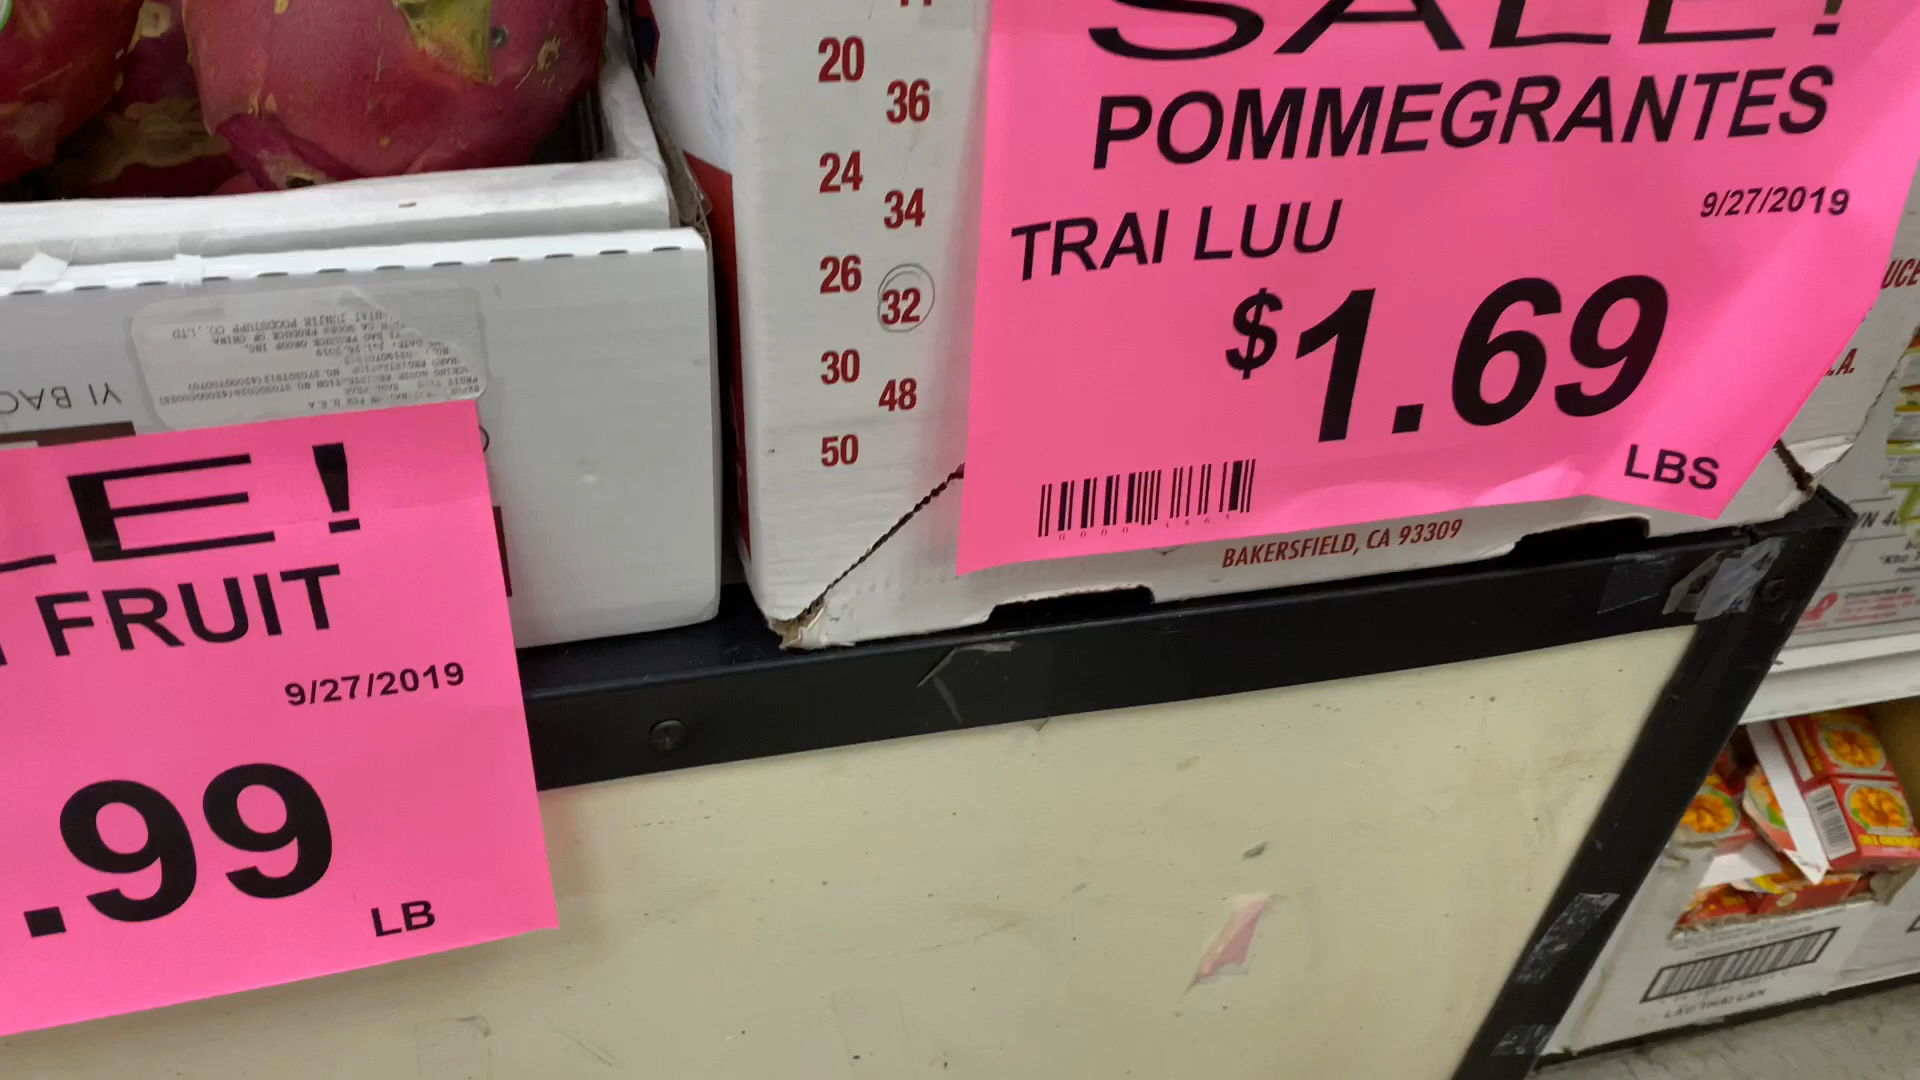 SALE!
POMMEGRANTES
9/27/2019
TRAI LUU
$1.69
LBS
BAKERSFIELD, CA 93309
20
36
24
34
26
32
30
48
50
YI BAO
E!
FRUIT
9/27/2019
.99
LB